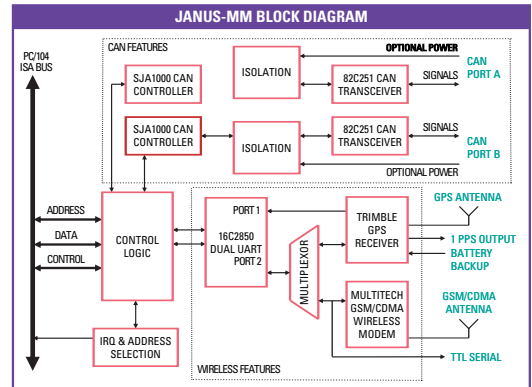 JANUS-MM BLOCK DIAGRAM
PC/104
ISA BUS
CAN FEATURES
SJA1000 CAN
CONTROLLER
ISOLATION
OPTIONAL POWER
82C251 CAN
TRANSCEIVER
SIGNALS
CAN
PORT A
SJA1000 CAN
CONTROLLER
ISOLATION
82C251 CAN
TRANSCEIVER
SIGNALS
CAN
PORT B
OPTIONAL POWER
ADDRESS
DATA
CONTROL
CONTROL
LOGIC
PORT 1
16C2850
DUAL UART
PORT 2
MULTIPLEXOR
TRIMBLE
GPS
RECEIVER
GPS ANTENNA
1 PPS OUTPUT
BATTERY
BACKUP
MULTITECH
GSM/CDMA
WIRELESS
MODEM
GSM/CDMA
ANTENNA
TTL SERIAL
IRQ & ADDRESS
SELECTION
WIRELESS FEATURES